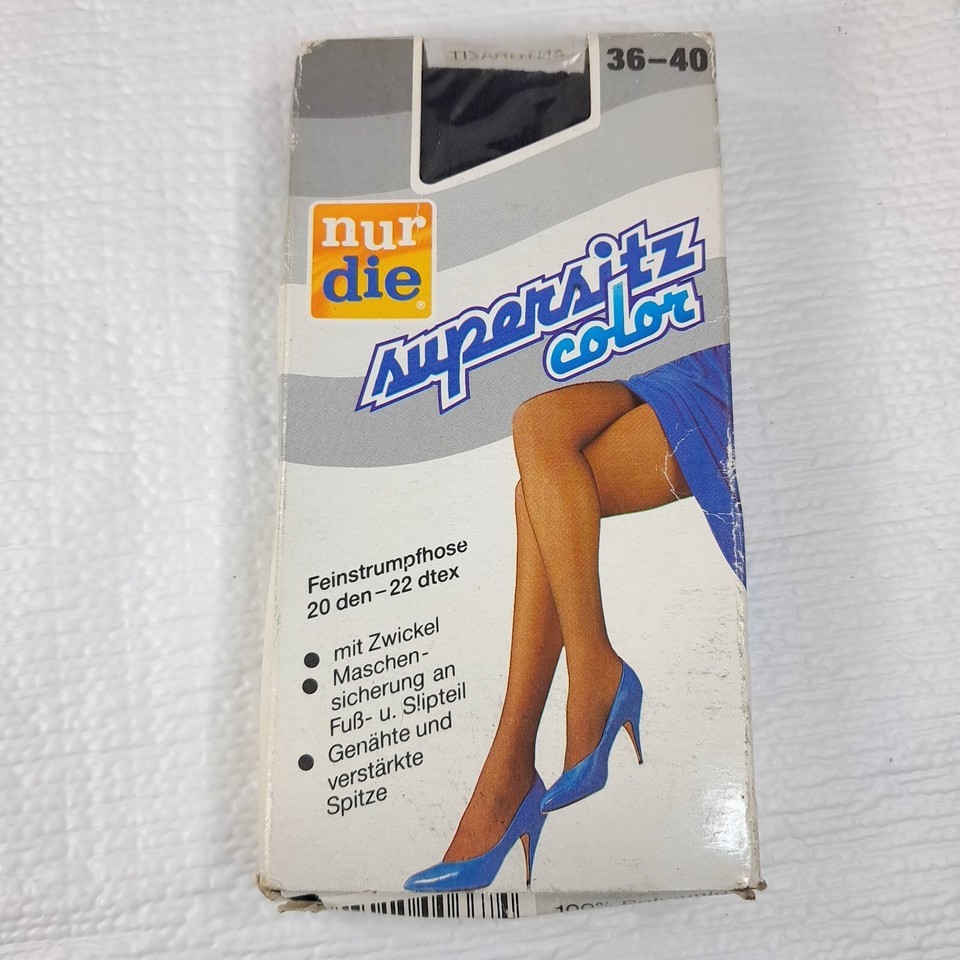 36-40
nur
die
®
supersitz
color
Feinstrumpfhose
20 den-22 dtex
● mit Zwickel
● Maschen-
sicherung an
Fuß- u. Slipteil
● Genähte und
verstärkte
Spitze
100%